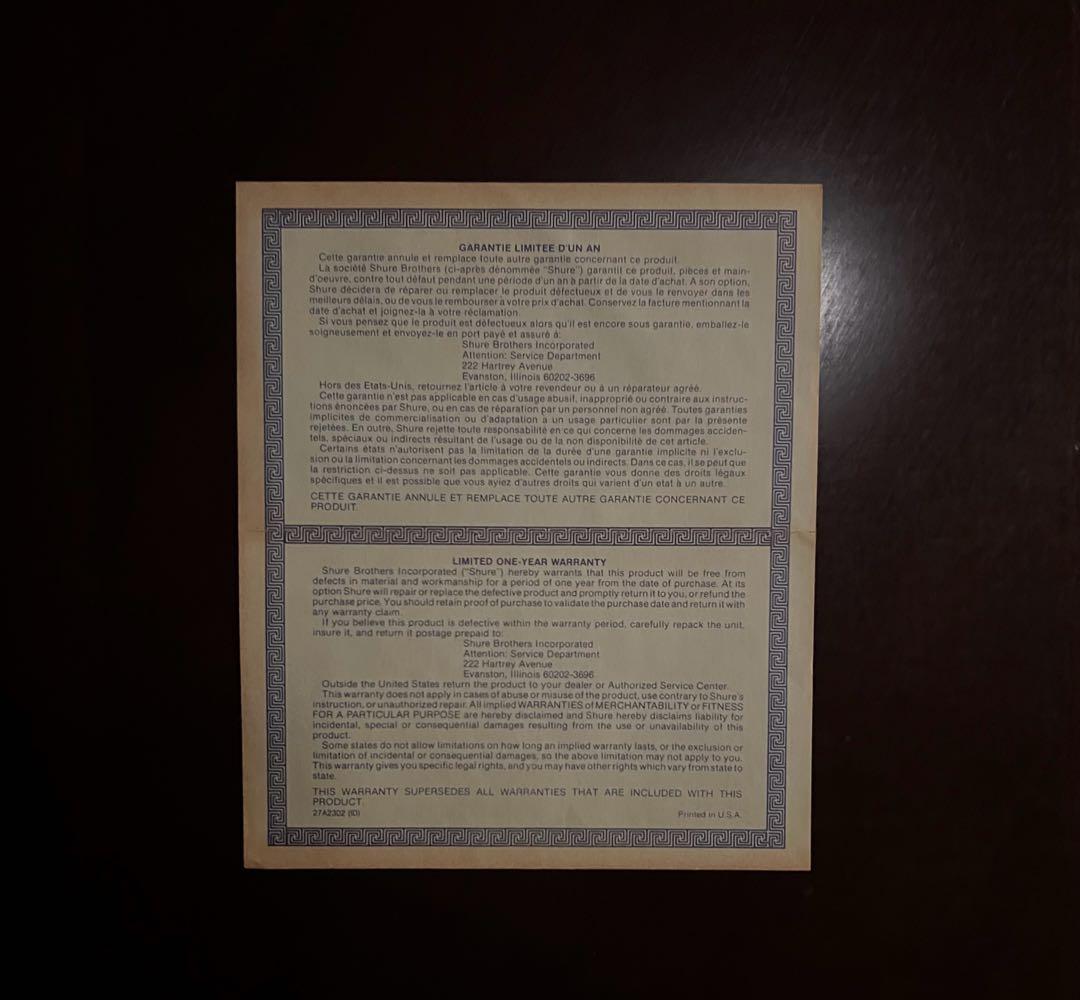 GARANTIE LIMITEE D'UN AN
Cette garantie annule et remplace toute autre garantie concernant ce produit.
La société Shure Brothers (ci-après dénommée "Shure") garantit ce produit, pièces et main-
d'oeuvre, contre tout défaut pendant une période d'un an à partir de la date d'achat. A son option,
Shure décidera de réparer ou remplacer le produit défectueux et de vous le renvoyer dans les
meilleurs délais, ou de vous le rembourser à votre prix d'achat. Conservez la facture mentionnant la
date d'achat et joignez-la à votre réclamation.
Si vous pensez que le produit est défectueux alors qu'il est encore sous garantie, emballez-le
soigneusement et envoyez-le en port payé et assuré à:
Shure Brothers Incorporated
Attention: Service Department
222 Hartrey Avenue
Evanston, Illinois 60202-3696
Hors des Etats-Unis, retournez l'article à votre revendeur ou à un réparateur agréé.
Cette garantie n'est pas applicable en cas d'usage abusif, inapproprié ou contraire aux instruc-
tions énoncées par Shure, ou en cas de réparation par un personnel non agréé. Toutes garanties
implicites de commercialisation ou d'adaptation à un usage particulier sont par la présente
rejetées. En outre, Shure rejette toute responsabilité en ce qui concerne les dommages acciden-
tels, spéciaux ou indirects résultant de l'usage ou de la non disponibilité de cet article.
Certains états n'autorisent pas la limitation de la durée d'une garantie implicite ni l'exclu-
sion ou la limitation concernant les dommages accidentels ou indirects. Dans ce cas, il se peut que
la restriction ci-dessus ne soit pas applicable. Cette garantie vous donne des droits légaux
spécifiques et il est possible que vous ayiez d'autres droits qui varient d'un etat à un autre.
CETTE GARANTIE ANNULE ET REMPLACE TOUTE AUTRE GARANTIE CONCERNANT CE
PRODUIT.
LIMITED ONE-YEAR WARRANTY
Shure Brothers Incorporated ("Shure") hereby warrants that this product will be free from
defects in material and workmanship for a period of one year from the date of purchase. At its
option Shure will repair or replace the defective product and promptly return it to you, or refund the
purchase price. You should retain proof of purchase to validate the purchase date and return it with
any warranty claim.
If you believe this product is defective within the warranty period, carefully repack the unit,
insure it, and return it postage prepaid to:
Shure Brothers Incorporated
Attention: Service Department
222 Hartrey Avenue
Evanston, Illinois 60202-3696
Outside the United States return the product to your dealer or Authorized Service Center.
This warranty does not apply in cases of abuse or misuse of the product, use contrary to Shure's
instruction, or unauthorized repair. All implied WARRANTIES of MERCHANTABILITY or FITNESS
FOR A PARTICULAR PURPOSE are hereby disclaimed and Shure hereby disclaims liability for
incidental, special or consequential damages resulting from the use or unavailability of this
product.
Some states do not allow limitations on how long an implied warranty lasts, or the exclusion or
limitation of incidental or consequential damages, so the above limitation may not apply to you.
This warranty gives you specific legal rights, and you may have other rights which vary from state to
state.
THIS WARRANTY SUPERSEDES ALL WARRANTIES THAT ARE INCLUDED WITH THIS
PRODUCT.
27A2302 (ID) Printed in U.S.A.